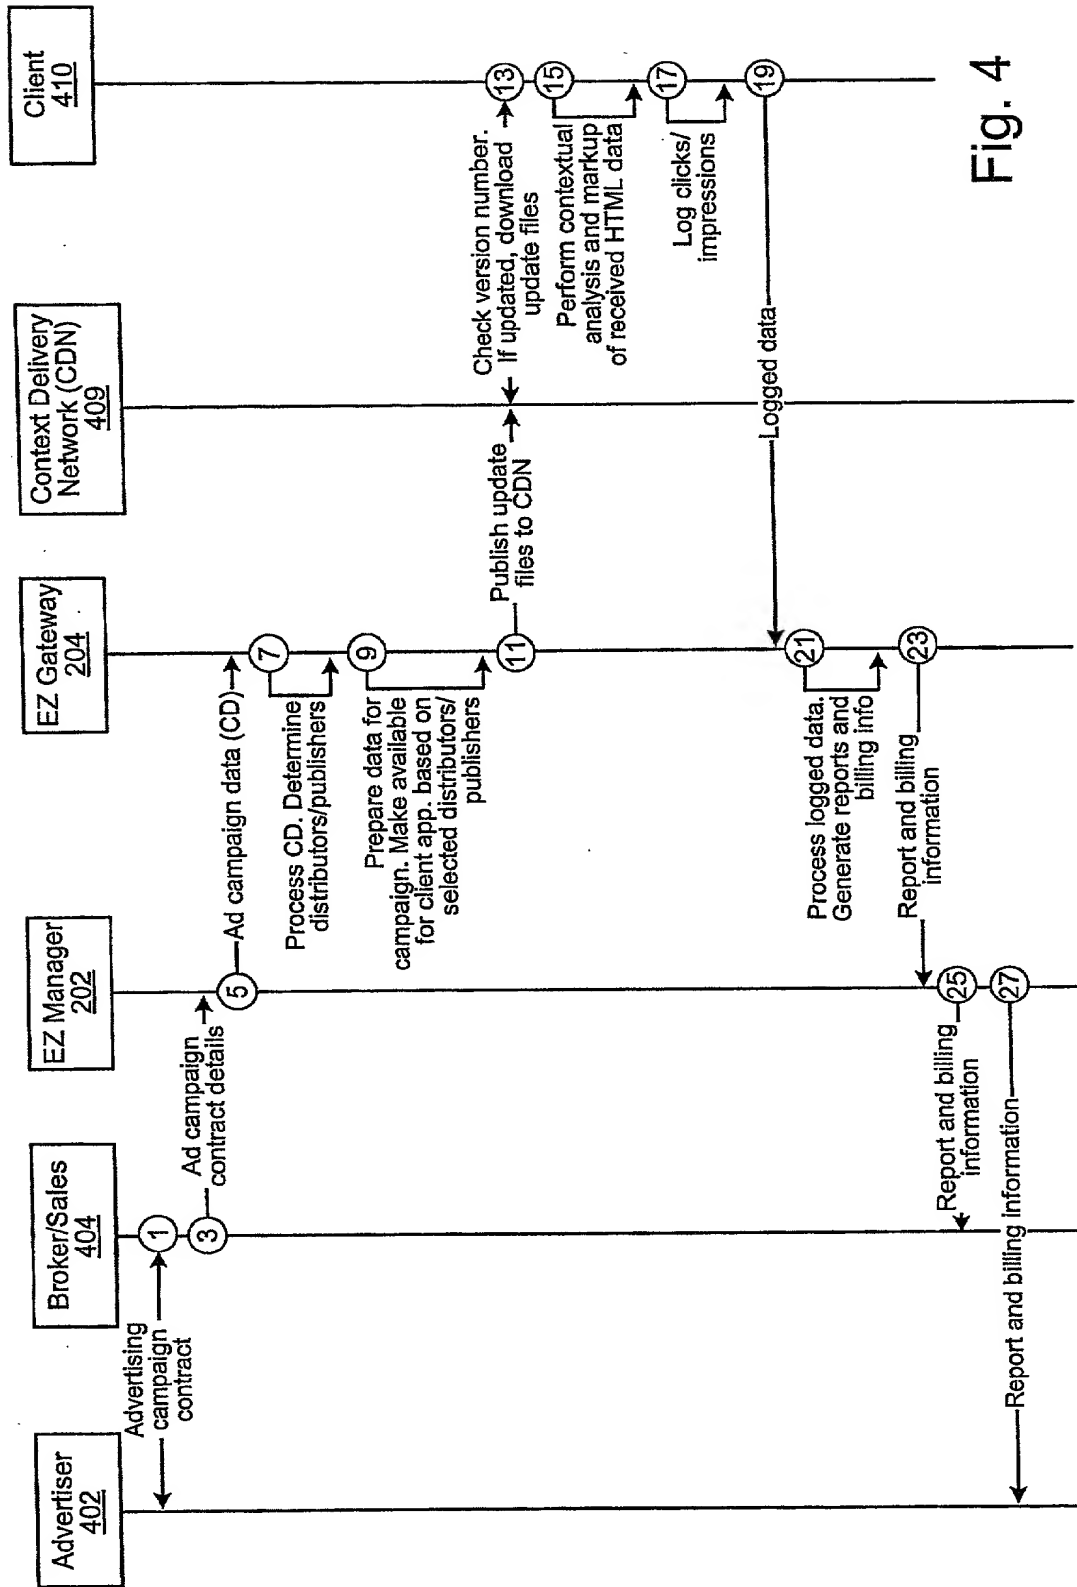 Advertiser
402
Broker/Sales
404
EZ Manager
202
EZ Gateway
204
Context Delivery
Network (CDN)
409
Client
410
Advertising
campaign
contract
1
3
Ad campaign
contract details
5
Ad campaign data (CD)
7
Process CD. Determine
distributors/publishers
9
Prepare data for
campaign. Make available
for client app. based on
selected distributors/
publishers
11
Publish update
files to CDN
Check version number.
If updated, download
update files
13
15
Perform contextual
analysis and markup
of received HTML data
17
Log clicks/
impressions
19
Logged data
21
Process logged data.
Generate reports and
billing info
23
Report and billing
information
25
Report and billing
information
27
Report and billing information
Fig. 4